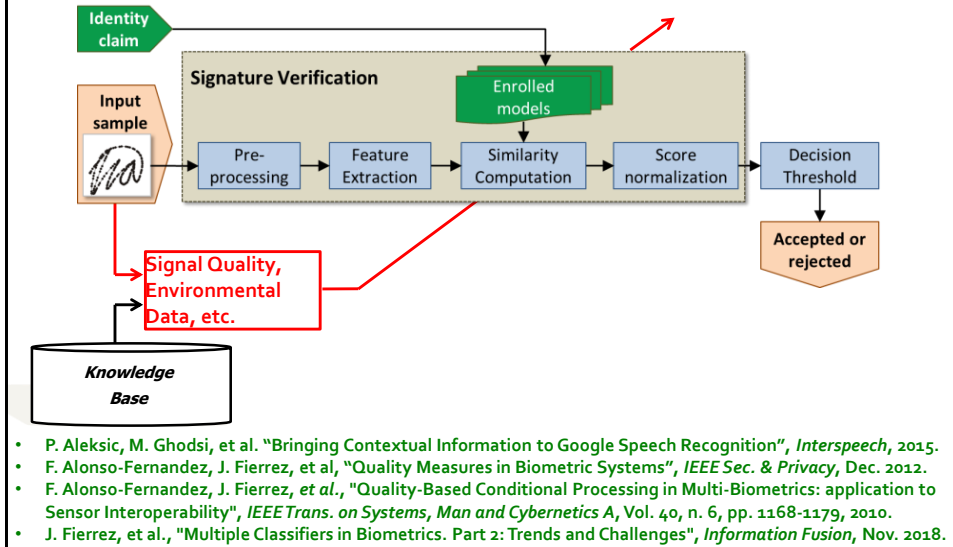 Identity
claim
Signature Verification
Enrolled
models
Input
sample
Pre-
processing
Feature
Extraction
Similarity
Computation
Score
normalization
Decision
Threshold
Accepted or
rejected
Signal Quality,
Environmental
Data, etc.
Knowledge
Base
• P. Aleksic, M. Ghodsi, et al. “Bringing Contextual Information to Google Speech Recognition”, Interspeech, 2015.
• F. Alonso-Fernandez, J. Fierrez, et al, “Quality Measures in Biometric Systems”, IEEE Sec. & Privacy, Dec. 2012.
• F. Alonso-Fernandez, J. Fierrez, et al., "Quality-Based Conditional Processing in Multi-Biometrics: application to
Sensor Interoperability", IEEE Trans. on Systems, Man and Cybernetics A, Vol. 40, n. 6, pp. 1168-1179, 2010.
• J. Fierrez, et al., "Multiple Classifiers in Biometrics. Part 2: Trends and Challenges", Information Fusion, Nov. 2018.